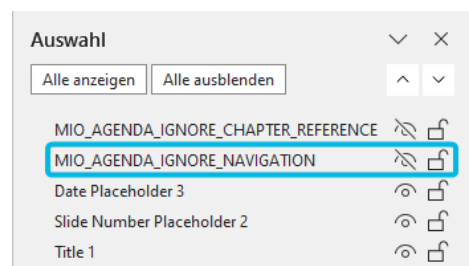 Auswahl
Alle anzeigen Alle ausblenden
MIO_AGENDA_IGNORE_CHAPTER_REFERENCE
MIO_AGENDA_IGNORE_NAVIGATION
Date Placeholder 3
Slide Number Placeholder 2
Title 1